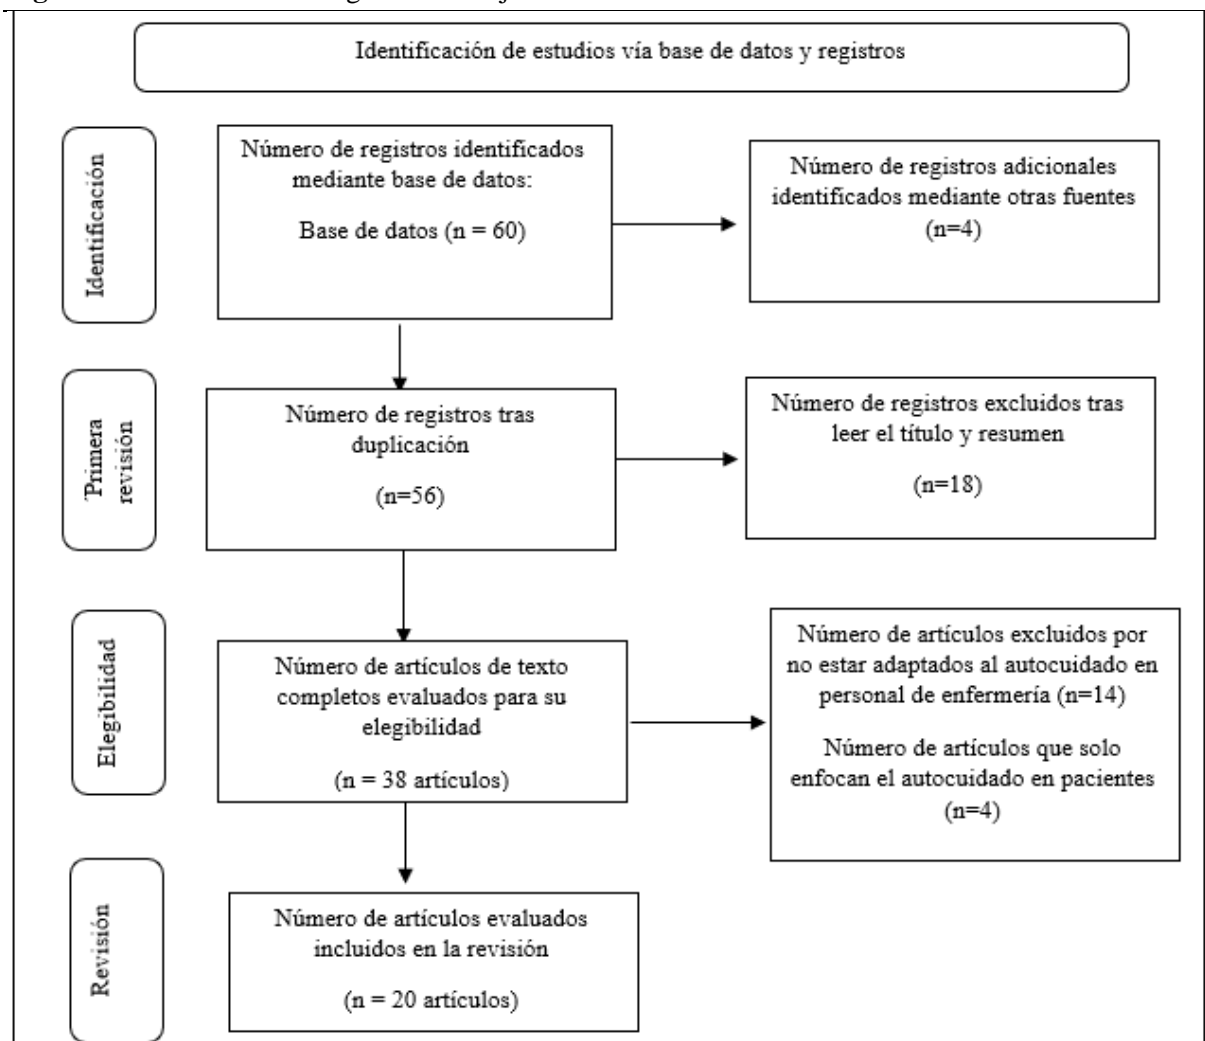 Identificación de estudios vía base de datos y registros
Identificación
Número de registros identificados
mediante base de datos:
Base de datos (n = 60)
Número de registros adicionales
identificados mediante otras fuentes
(n=4)
Primera
revisión
Número de registros tras
duplicación
(n=56)
Número de registros excluidos tras
leer el título y resumen
(n=18)
Elegibilidad
Número de artículos de texto
completos evaluados para su
elegibilidad
(n = 38 artículos)
Número de artículos excluidos por
no estar adaptados al autocuidado en
personal de enfermería (n=14)
Número de artículos que solo
enfocan el autocuidado en pacientes
(n=4)
Revisión
Número de artículos evaluados
incluidos en la revisión
(n = 20 artículos)